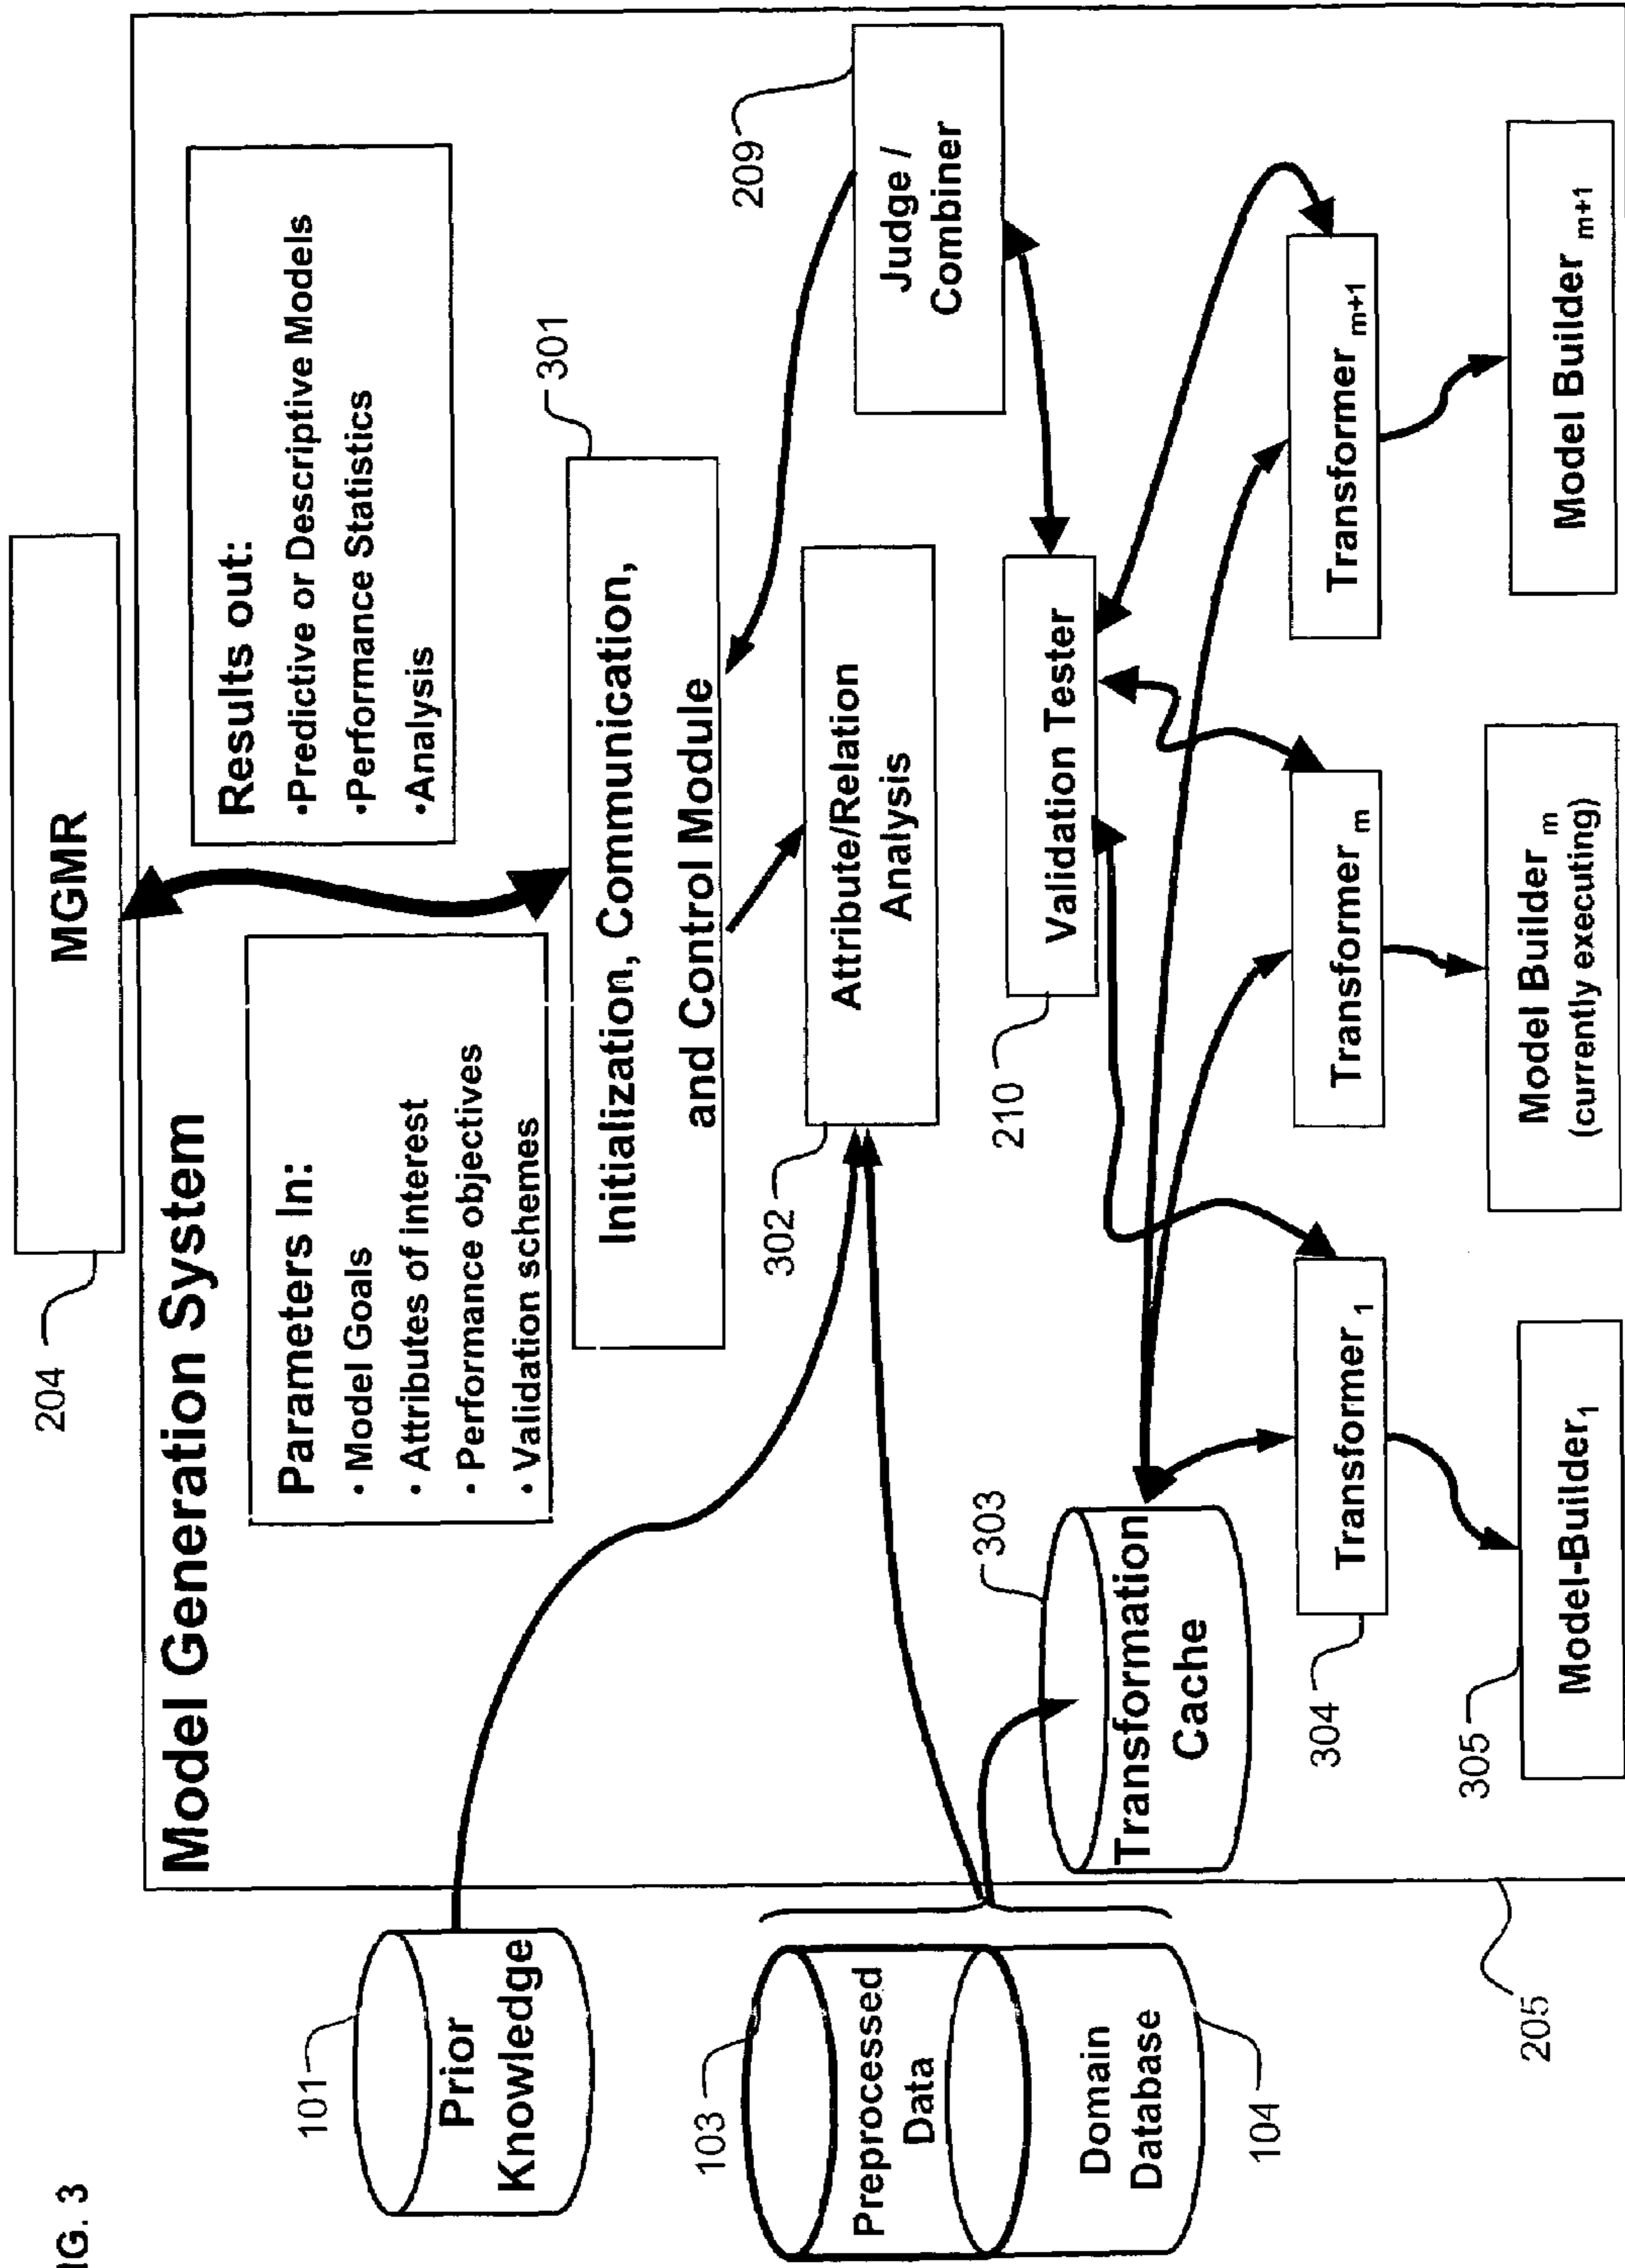 IG. 3
204
MGMR
Model Generation System
Parameters In:
• Model Goals
• Attributes of interest
• Performance objectives
• Validation schemes
Results out:
•Predictive or Descriptive Models
•Performance Statistics
•Analysis
101
Prior
Knowledge
301
Initialization, Communication,
and Control Module
103
Preprocessed
Data
Domain
Database
104
302
Attribute/Relation
Analysis
209
Judge /
Combiner
303
Transformation
Cache
210
Validation Tester
304
Transformer 1
Transformer m
Transformer m+1
305
Model-Builder1
Model Builder m
(currently executing)
Model Builder m+1
205